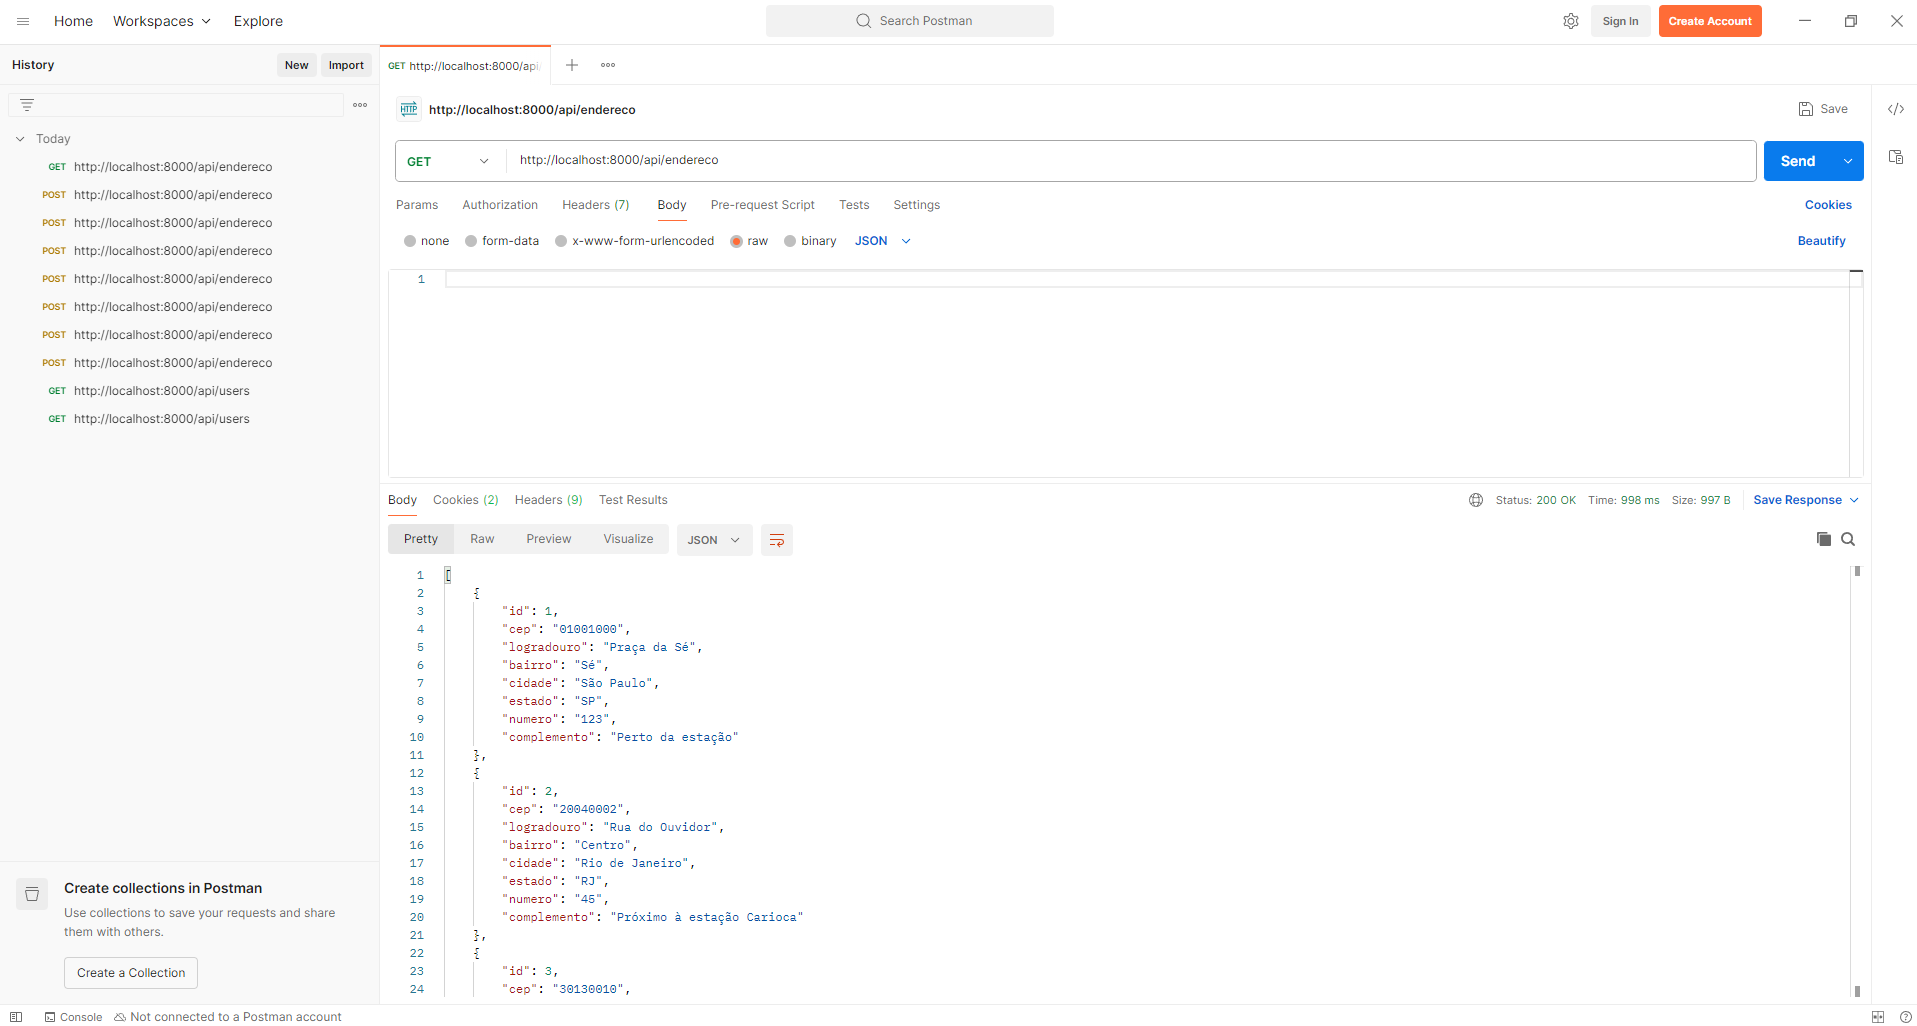 Home Workspaces Explore
Search Postman
Sign In Create Account
History New Import
Today
GET http://localhost:8000/api/endereco
POST http://localhost:8000/api/endereco
POST http://localhost:8000/api/endereco
POST http://localhost:8000/api/endereco
POST http://localhost:8000/api/endereco
POST http://localhost:8000/api/endereco
POST http://localhost:8000/api/endereco
POST http://localhost:8000/api/endereco
GET http://localhost:8000/api/users
GET http://localhost:8000/api/users
Create collections in Postman
Use collections to save your requests and share
them with others.
Create a Collection
GET http://localhost:8000/api
HTTP http://localhost:8000/api/endereco
Save
GET http://localhost:8000/api/endereco Send
Params Authorization Headers (7) Body Pre-request Script Tests Settings Cookies
none form-data x-www-form-urlencoded raw binary JSON Beautify
1
Body Cookies (2) Headers (9) Test Results Status: 200 OK Time: 998 ms Size: 997 B Save Response
Pretty Raw Preview Visualize JSON
1 [
2 {
3 "id": 1,
4 "cep": "01001000",
5 "logradouro": "Praça da Sé",
6 "bairro": "Sé",
7 "cidade": "São Paulo",
8 "estado": "SP",
9 "numero": "123",
10 "complemento": "Perto da estação"
11 },
12 {
13 "id": 2,
14 "cep": "20040002",
15 "logradouro": "Rua do Ouvidor",
16 "bairro": "Centro",
17 "cidade": "Rio de Janeiro",
18 "estado": "RJ",
19 "numero": "45",
20 "complemento": "Próximo à estação Carioca"
21 },
22 {
23 "id": 3,
24 "cep": "30130010",
Console Not connected to a Postman account